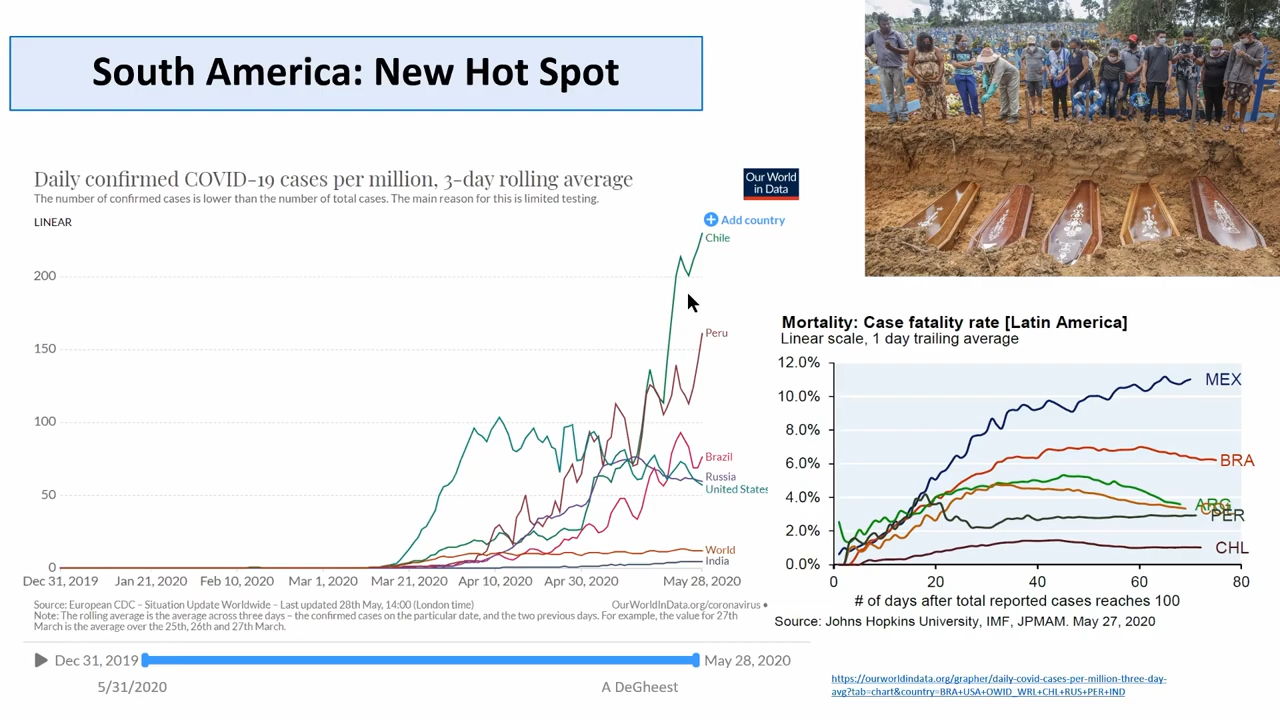 South America: New Hot Spot
Daily confirmed COVID-19 cases per million, 3-day rolling average
The number of confirmed cases is lower than the number of total cases. The main reason for this is limited testing.
Our World
in Data
LINEAR
Add country
Chile
200
Peru
150
100
Brazil
Russia
United States
50
World
India
0
Dec 31, 2019
Jan 21, 2020
Feb 10, 2020
Mar 1, 2020
Mar 21, 2020
Apr 10, 2020
Apr 30, 2020
May 28, 2020
Source: European CDC – Situation Update Worldwide – Last updated 28th May, 14:00 (London time)
OurWorldInData.org/coronavirus •
Note: The rolling average is the average across three days – the confirmed cases on the particular date, and the two previous days. For example, the value for 27th
March is the average over the 25th, 26th and 27th March.
Dec 31, 2019
May 28, 2020
5/31/2020
A DeGheest
Mortality: Case fatality rate [Latin America]
Linear scale, 1 day trailing average
12.0%
10.0%
8.0%
6.0%
4.0%
2.0%
0.0%
MEX
BRA
ARG
PER
CHL
20
40
60
80
# of days after total reported cases reaches 100
Source: Johns Hopkins University, IMF, JPMAM. May 27, 2020
https://ourworldindata.org/grapher/daily-covid-cases-per-million-three-day-
avg?tab=chart&country=BRA+USA+OWID_WRL+CHL+RUS+PER+IND